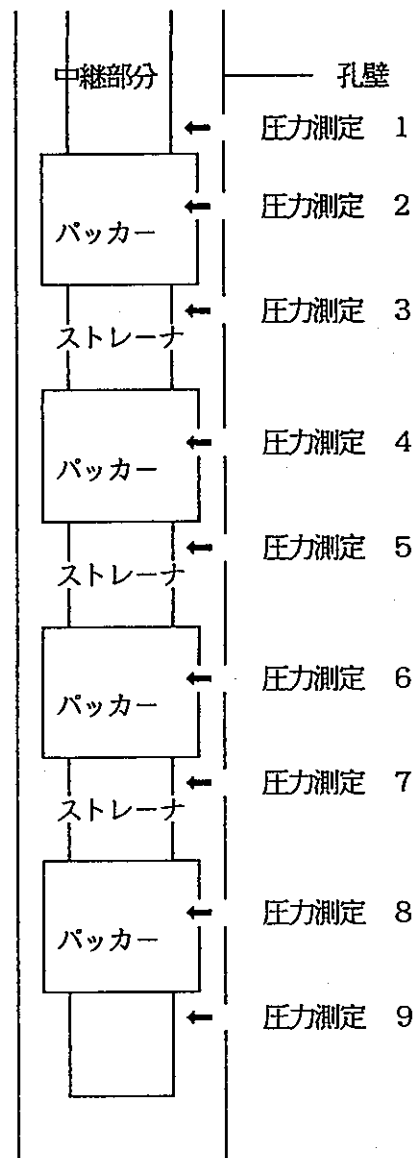 中継部分 孔壁
圧力測定 1
圧力測定 2
パッカー
圧力測定 3
ストレーナ
圧力測定 4
パッカー
圧力測定 5
ストレーナ
圧力測定 6
パッカー
圧力測定 7
ストレーナ
圧力測定 8
パッカー
圧力測定 9